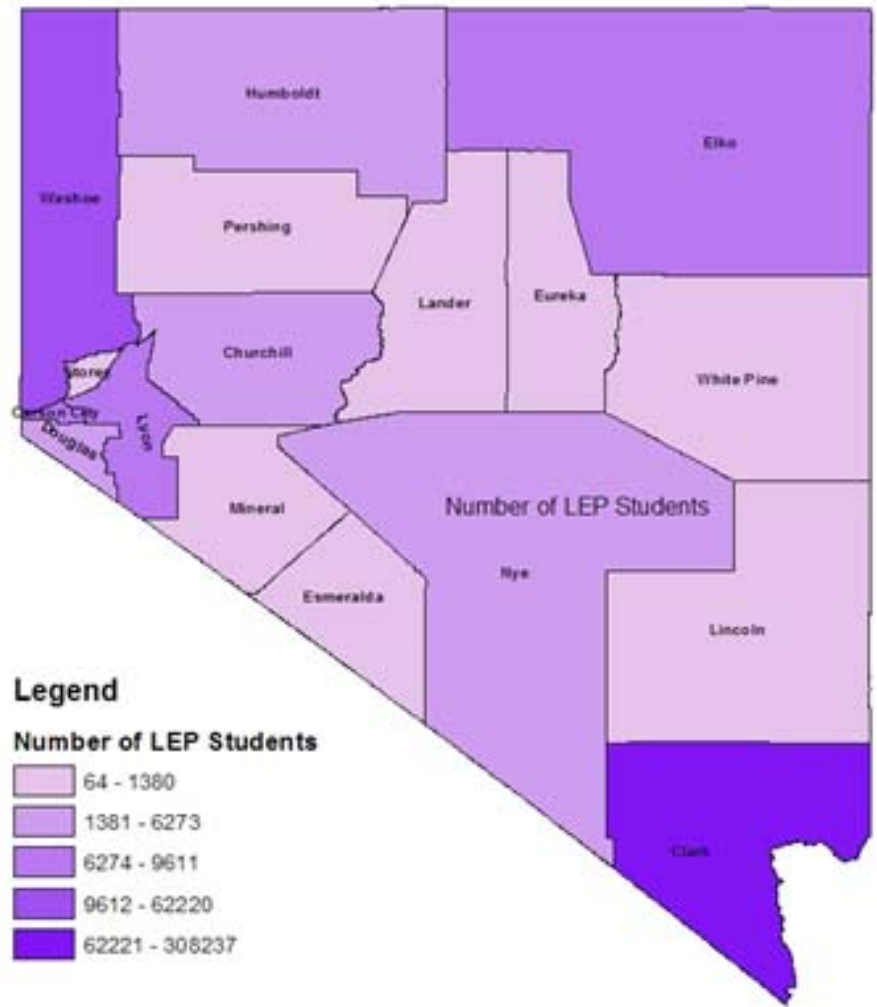 Humboldt
Elko
Washoe
Pershing
Lander
Eureka
Churchill
Storey
White Pine
Carson City
Lyon
Douglas
Mineral
Number of LEP Students
Nye
Esmeralda
Lincoln
Clark
Legend
Number of LEP Students
64 - 1380
1381 - 6273
6274 - 9611
9612 - 62220
62221 - 308237